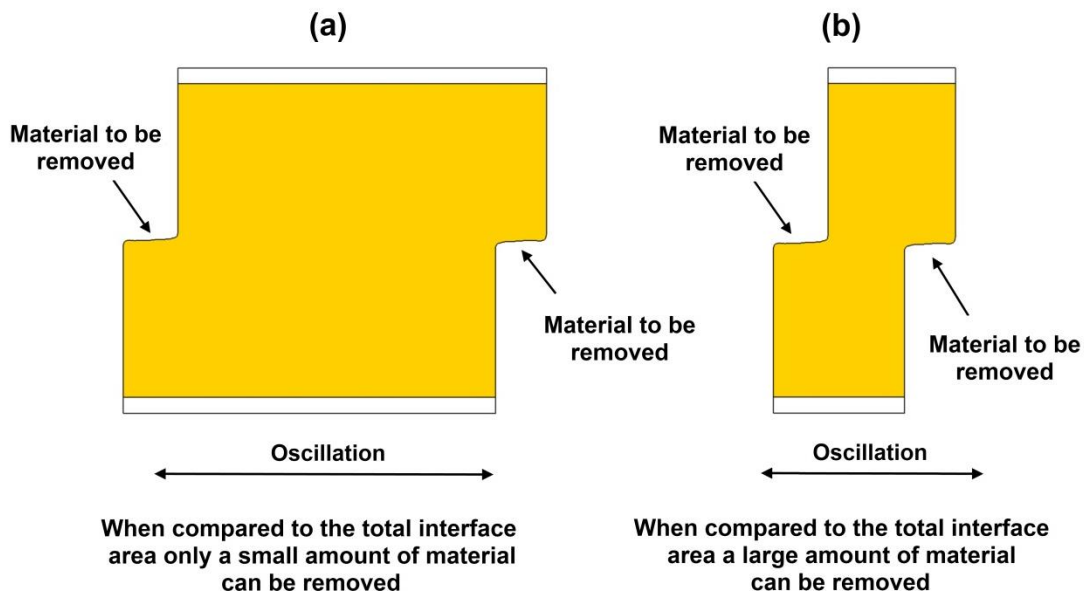 (a)
Material to be
removed
Material to be
removed
Oscillation
When compared to the total interface
area only a small amount of material
can be removed
(b)
Material to be
removed
Material to be
removed
Oscillation
When compared to the total interface
area a large amount of material
can be removed